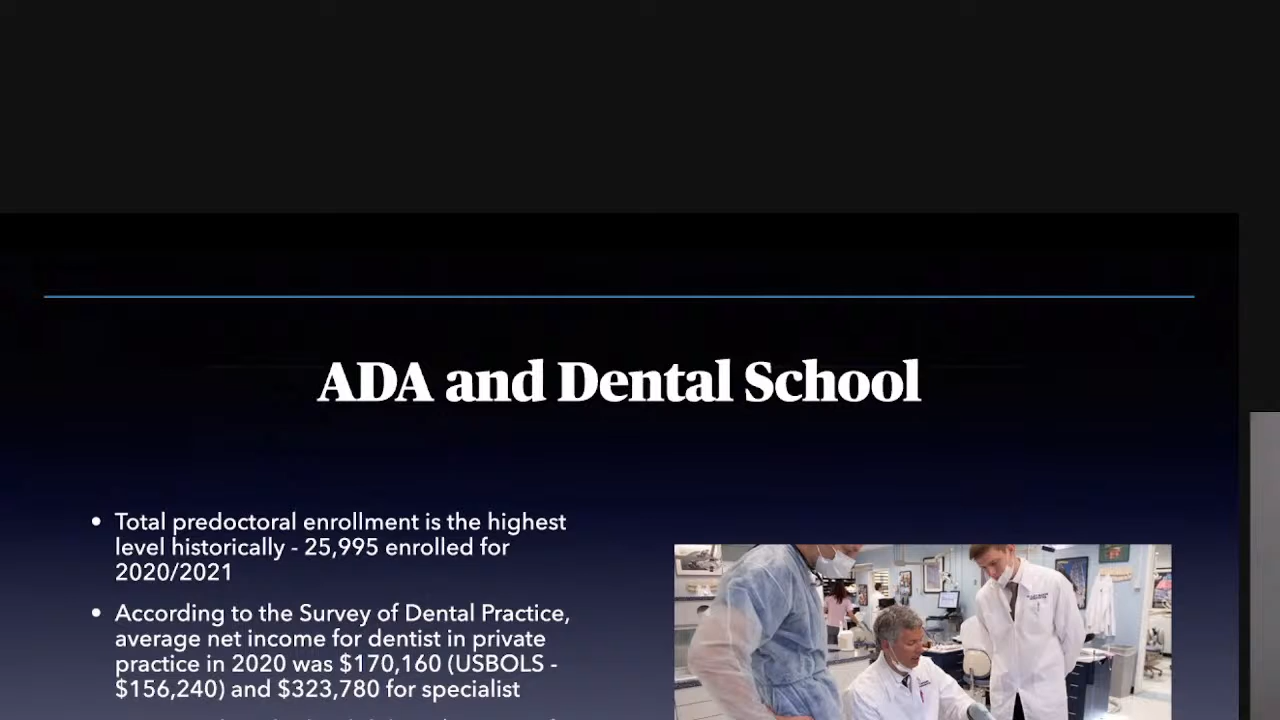 ADA and Dental School
• Total predoctoral enrollment is the highest
level historically - 25,995 enrolled for
2020/2021
• According to the Survey of Dental Practice,
average net income for dentist in private
practice in 2020 was $170,160 (USBOLS -
$156,240) and $323,780 for specialist